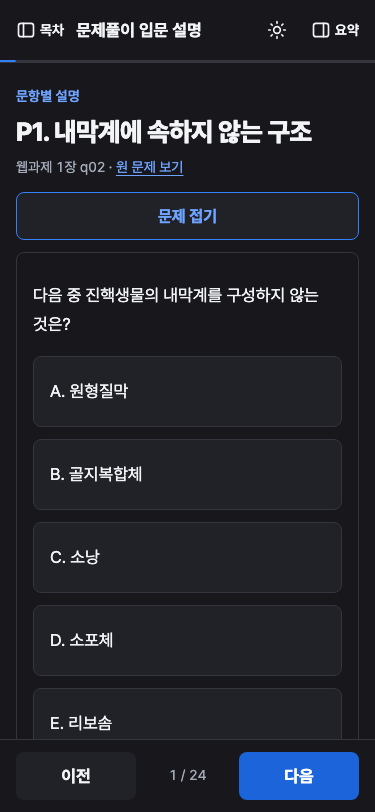 목차 문제풀이 입문 설명 요약
문항별 설명
P1. 내막계에 속하지 않는 구조
웹과제 1장 q02 · 원 문제 보기
문제 접기
다음 중 진핵생물의 내막계를 구성하지 않는
것은?
A. 원형질막
B. 골지복합체
C. 소낭
D. 소포체
E. 리보솜
이전 1 / 24 다음